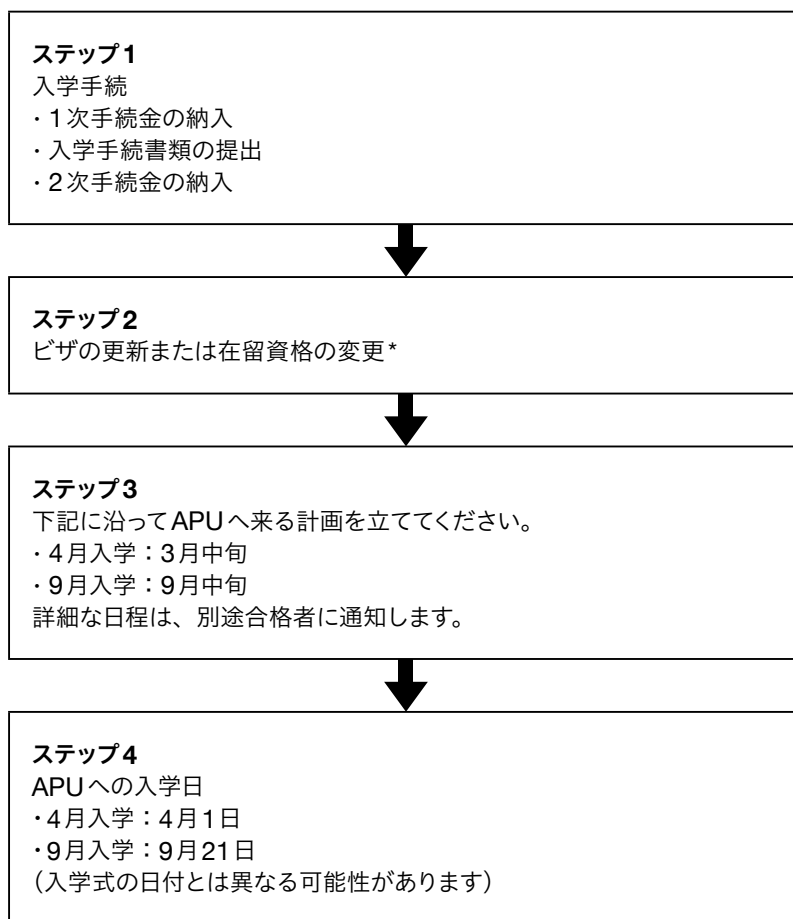 ステップ1
入学手続
・1次手続金の納入
・入学手続書類の提出
・2次手続金の納入
ステップ2
ビザの更新または在留資格の変更*
ステップ3
下記に沿ってAPUへ来る計画を立ててください。
・4月入学：3月中旬
・9月入学：9月中旬
詳細な日程は、別途合格者に通知します。
ステップ4
APUへの入学日
・4月入学：4月1日
・9月入学：9月21日
（入学式の日付とは異なる可能性があります）